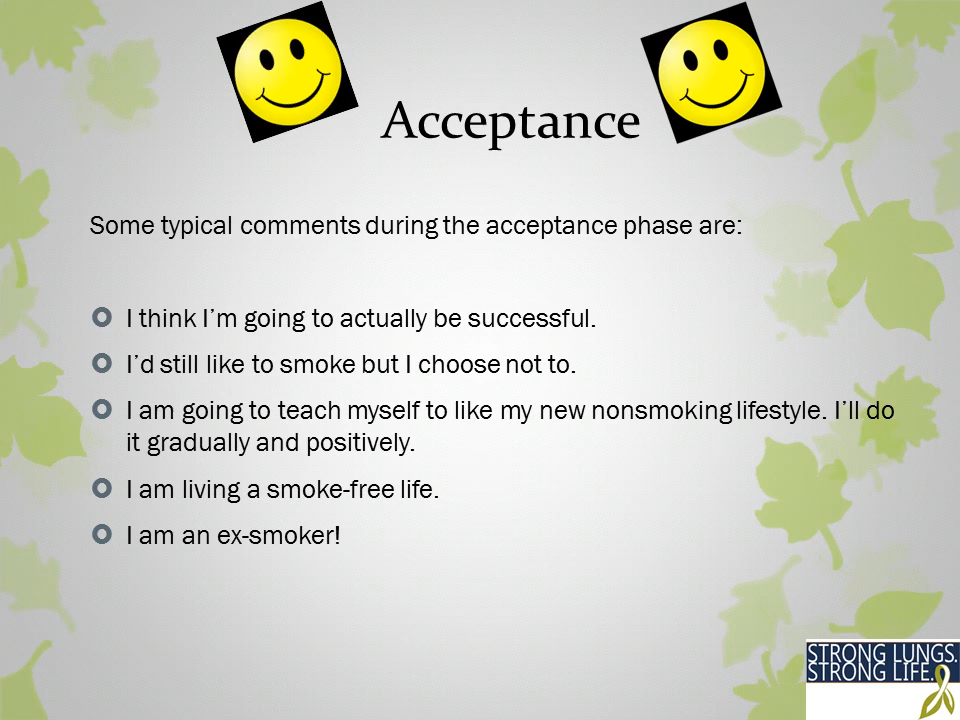 Acceptance
Some typical comments during the acceptance phase are:
I think I’m going to actually be successful.
I’d still like to smoke but I choose not to.
I am going to teach myself to like my new nonsmoking lifestyle. I’ll do
it gradually and positively.
I am living a smoke-free life.
I am an ex-smoker!
STRONG LUNGS.
STRONG LIFE.